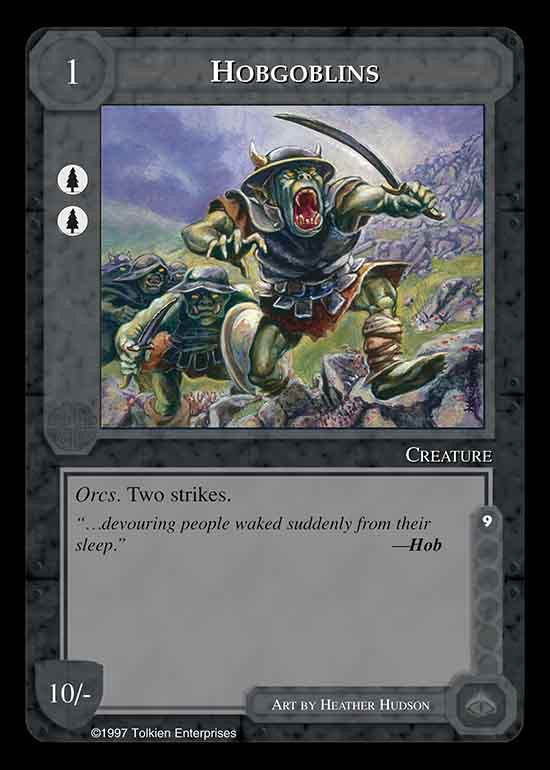 1
HOBGOBLINS
CREATURE
Orcs. Two strikes.
“…devouring people waked suddenly from their
sleep.” —Hob
9
10/-
ART BY HEATHER HUDSON
©1997 Tolkien Enterprises